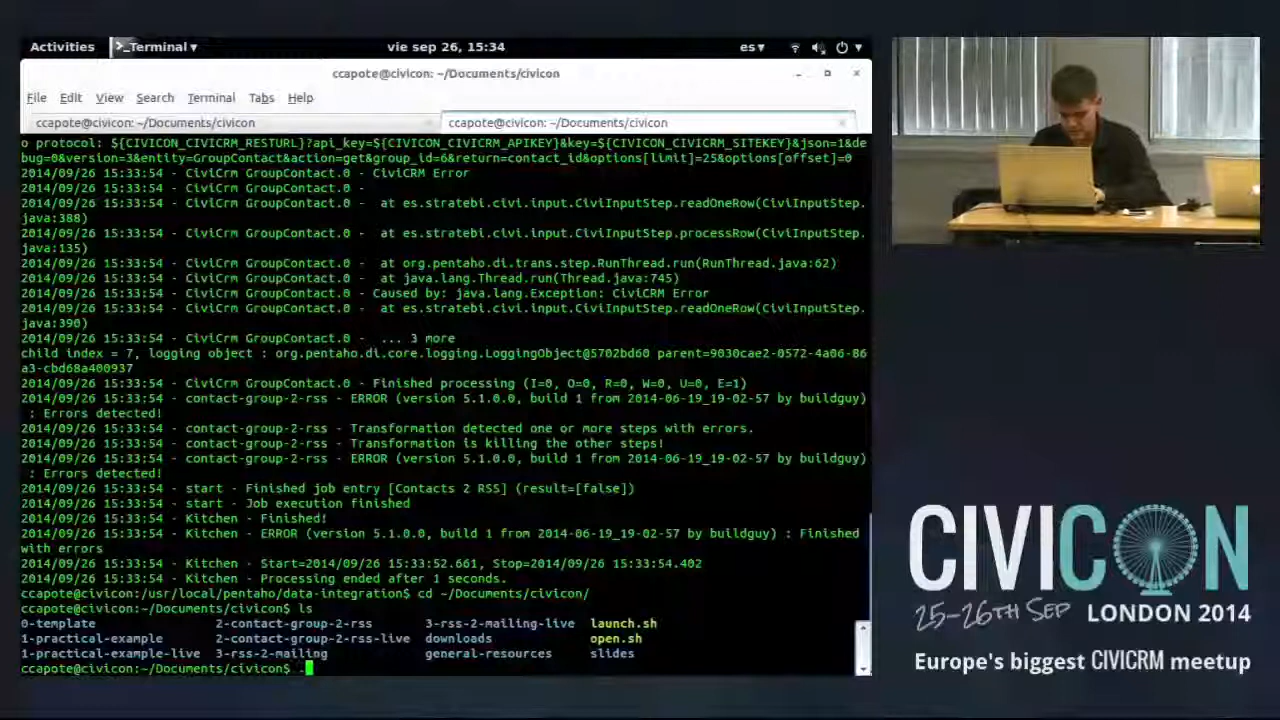 Activities
Terminal
vie sep 26, 15:34
es
ccapote@civicon: ~/Documents/civicon
File Edit View Search Terminal Tabs Help
ccapote@civicon: ~/Documents/civicon
ccapote@civicon: ~/Documents/civicon
o protocol: ${CIVICON_CIVICRM_RESTURL}?api_key=${CIVICON_CIVICRM_APIKEY}&key=${CIVICON_CIVICRM_SITEKEY}&json=1&de
bug=0&version=3&entity=GroupContact&action=get&group_id=6&return=contact_id&options[limit]=25&options[offset]=0
2014/09/26 15:33:54 - CiviCrm GroupContact.0 - CiviCRM Error
2014/09/26 15:33:54 - CiviCrm GroupContact.0 -
2014/09/26 15:33:54 - CiviCrm GroupContact.0 -  at es.stratebi.civi.input.CiviInputStep.readOneRow(CiviInputStep.
java:388)
2014/09/26 15:33:54 - CiviCrm GroupContact.0 -  at es.stratebi.civi.input.CiviInputStep.processRow(CiviInputStep.
java:135)
2014/09/26 15:33:54 - CiviCrm GroupContact.0 -  at org.pentaho.di.trans.step.RunThread.run(RunThread.java:62)
2014/09/26 15:33:54 - CiviCrm GroupContact.0 -  at java.lang.Thread.run(Thread.java:745)
2014/09/26 15:33:54 - CiviCrm GroupContact.0 - Caused by: java.lang.Exception: CiviCRM Error
2014/09/26 15:33:54 - CiviCrm GroupContact.0 -  at es.stratebi.civi.input.CiviInputStep.readOneRow(CiviInputStep.
java:390)
2014/09/26 15:33:54 - CiviCrm GroupContact.0 -  ... 3 more
child index = 7, logging object : org.pentaho.di.core.logging.LoggingObject@5702bd60 parent=9030cae2-0572-4a06-86
a3-cbd68a400937
2014/09/26 15:33:54 - CiviCrm GroupContact.0 - Finished processing (I=0, O=0, R=0, W=0, U=0, E=1)
2014/09/26 15:33:54 - contact-group-2-rss - ERROR (version 5.1.0.0, build 1 from 2014-06-19_19-02-57 by buildguy)
: Errors detected!
2014/09/26 15:33:54 - contact-group-2-rss - Transformation detected one or more steps with errors.
2014/09/26 15:33:54 - contact-group-2-rss - Transformation is killing the other steps!
2014/09/26 15:33:54 - contact-group-2-rss - ERROR (version 5.1.0.0, build 1 from 2014-06-19_19-02-57 by buildguy)
: Errors detected!
2014/09/26 15:33:54 - start - Finished job entry [Contacts 2 RSS] (result=[false])
2014/09/26 15:33:54 - start - Job execution finished
2014/09/26 15:33:54 - Kitchen - Finished!
2014/09/26 15:33:54 - Kitchen - ERROR (version 5.1.0.0, build 1 from 2014-06-19_19-02-57 by buildguy) : Finished
with errors
2014/09/26 15:33:54 - Kitchen - Start=2014/09/26 15:33:52.661, Stop=2014/09/26 15:33:54.402
2014/09/26 15:33:54 - Kitchen - Processing ended after 1 seconds.
ccapote@civicon:/usr/local/pentaho/data-integration$ cd ~/Documents/civicon/
ccapote@civicon:~/Documents/civicon$ ls
0-template 2-contact-group-2-rss 3-rss-2-mailing-live launch.sh
1-practical-example 2-contact-group-2-rss-live downloads open.sh
1-practical-example-live 3-rss-2-mailing general-resources slides
ccapote@civicon:~/Documents/civicon$ .
CIVICON
25-26TH SEP LONDON 2014
Europe's biggest CIVICRM meetup